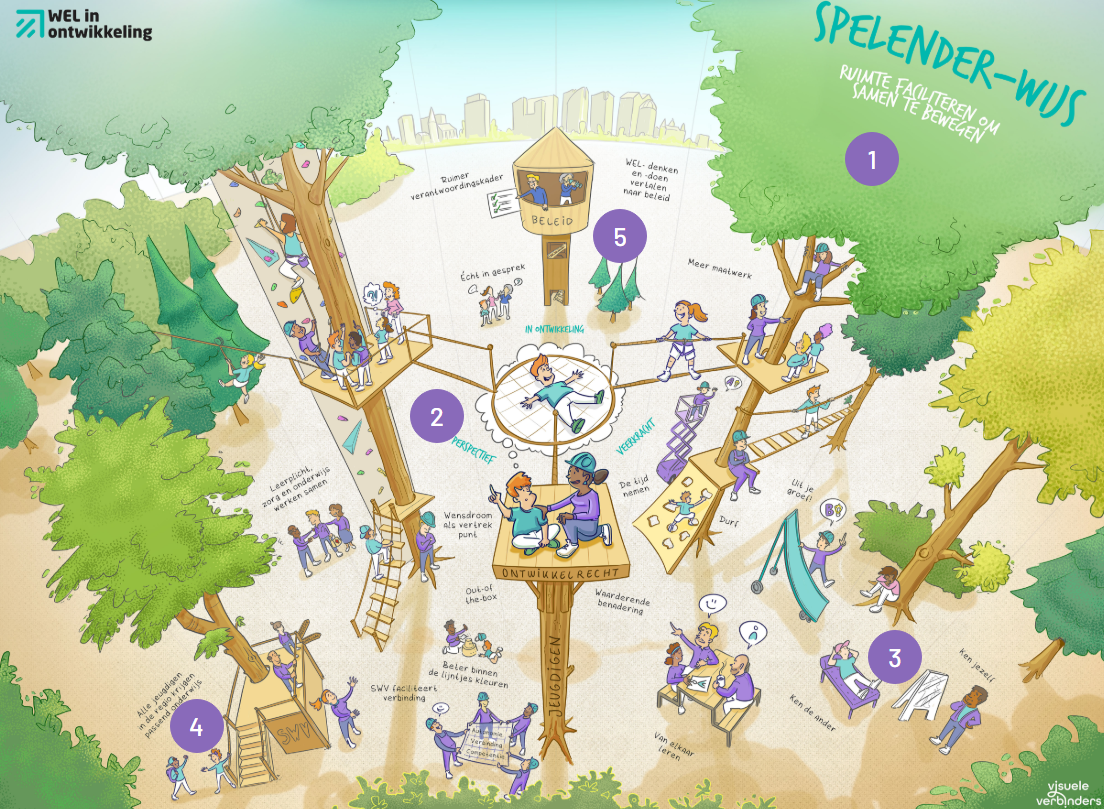 WEL in
ontwikkeling
SPELENDER-WIJS
RUIMTE FACILITEREN OM
SAMEN TE BEWEGEN
1
Ruimer
verantwoordingskader
WEL- denken
en -doen
vertalen
naar beleid
BELEID
5
Écht in gesprek
Meer maatwerk
IN ONTWIKKELING
2
PERSPECTIEF
VEERKRACHT
Leerplicht,
zorg en onderwijs
werken samen
Wensdroom
als vertrek
punt
De tijd
nemen
Durf
Uit je
groef!
ONTWIKKELRECHT
Out-of
the-box
Waarderende
benadering
JEUGDIGEN
Beter binnen
de lijntjes kleuren
SWV faciliteert
verbinding
Alle jeugdigen
in de regio krijgen
passend onderwijs
4
SWV
Autonomie
Verbinding
Competentie
3
Ken jezelf
Ken de ander
Van elkaar
leren
visuele
verbinders